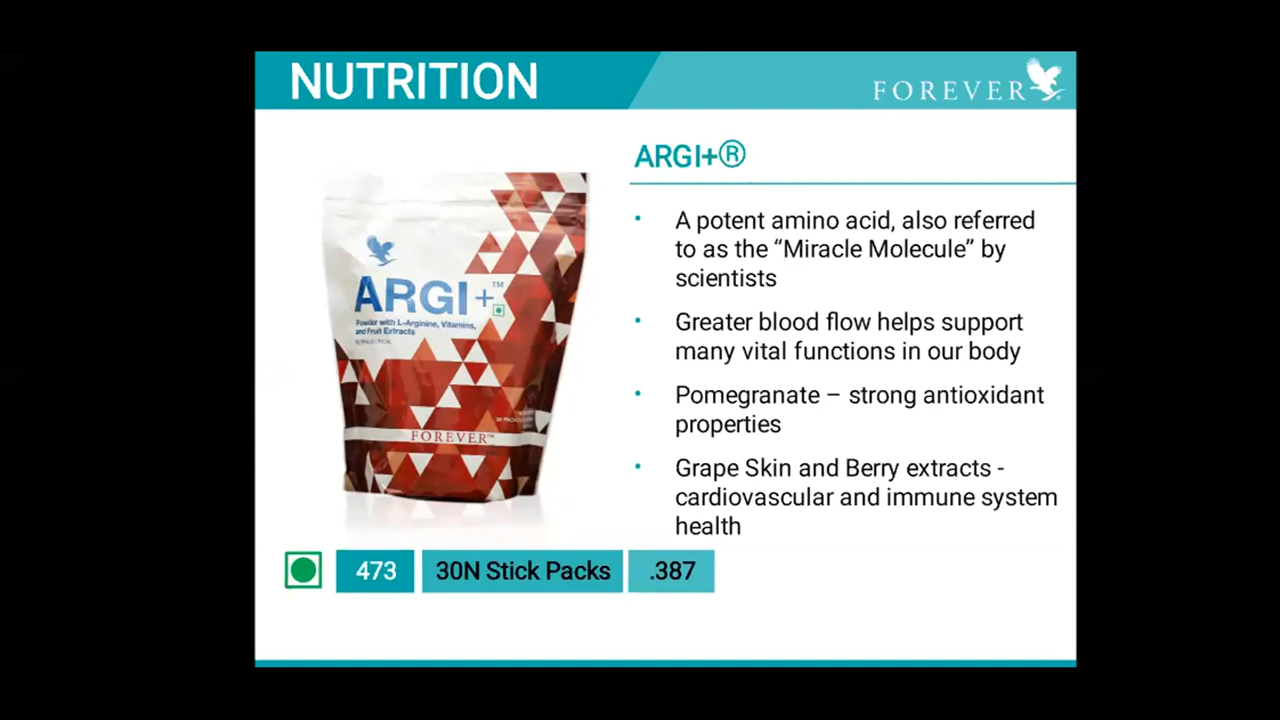 NUTRITION
FOREVER
ARGI+®
• A potent amino acid, also referred
to as the “Miracle Molecule” by
scientists
• Greater blood flow helps support
many vital functions in our body
• Pomegranate – strong antioxidant
properties
• Grape Skin and Berry extracts -
cardiovascular and immune system
health
ARGI+™
Powder with L-Arginine, Vitamins,
and Fruit Extracts
NUTRACEUTICAL
FOREVER™
473
30N Stick Packs
.387